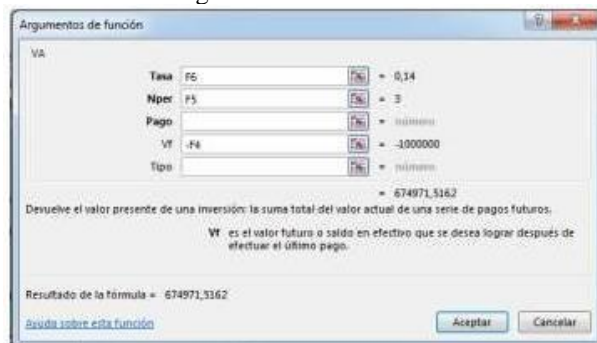 Argumentos de función
VA
Tasa F6 = 0,14
Nper F5 = 3
Pago = número
Vf -F4 = -1000000
Tipo = número
= 674971,5162
Devuelve el valor presente de una inversión: la suma total del valor actual de una serie de pagos futuros.
Vf es el valor futuro o saldo en efectivo que se desea lograr después de
efectuar el último pago.
Resultado de la fórmula = 674971,5162
Ayuda sobre esta función
Aceptar
Cancelar